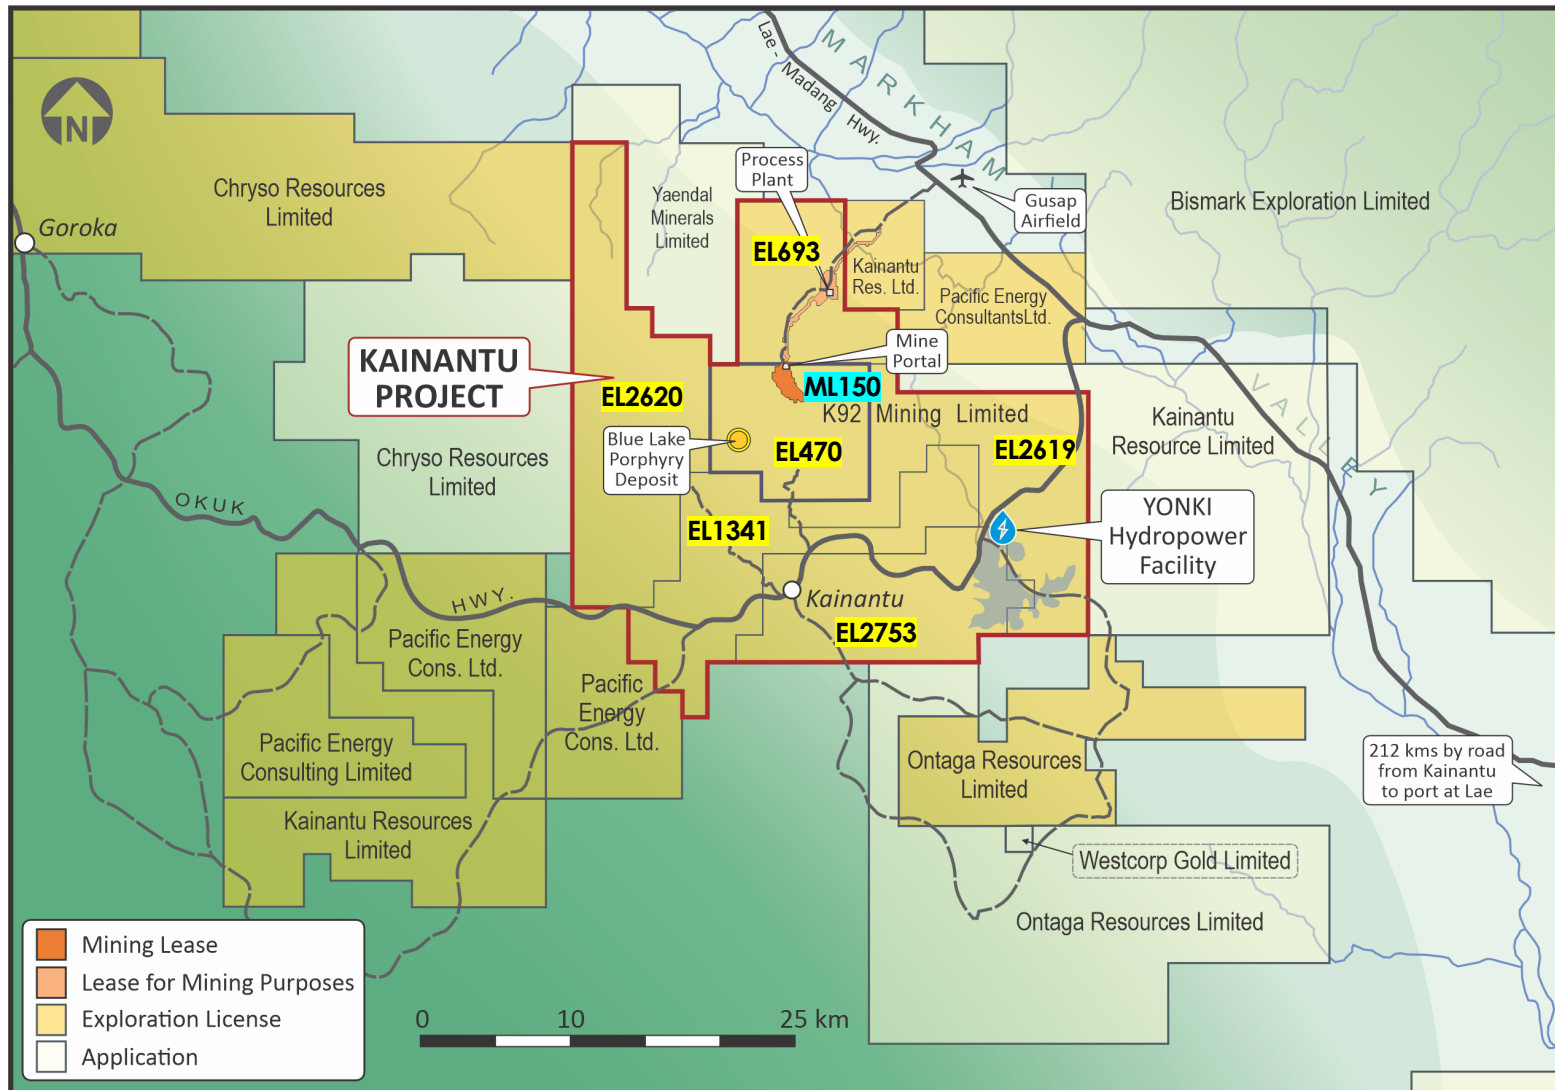 Lae - Madang Hwy.
MARKHAM
VALLEY
N
Process
Plant
Gusap
Airfield
Chryso Resources
Limited
Yaendal
Minerals
Limited
Bismark Exploration Limited
Goroka
EL693
Kainantu
Res. Ltd.
Pacific Energy
ConsultantsLtd.
Mine
Portal
KAINANTU
PROJECT
EL2620
ML150
K92 Mining Limited
Kainantu
Resource Limited
Blue Lake
Porphyry
Deposit
EL470
EL2619
Chryso Resources
Limited
OKUK
HWY.
EL1341
YONKI
Hydropower
Facility
Kainantu
EL2753
Pacific Energy
Cons. Ltd.
Pacific
Energy
Cons. Ltd.
Pacific Energy
Consulting Limited
Ontaga Resources
Limited
212 kms by road
from Kainantu
to port at Lae
Kainantu Resources
Limited
Westcorp Gold Limited
Ontaga Resources Limited
Mining Lease
Lease for Mining Purposes
Exploration License
Application
0 10 25 km